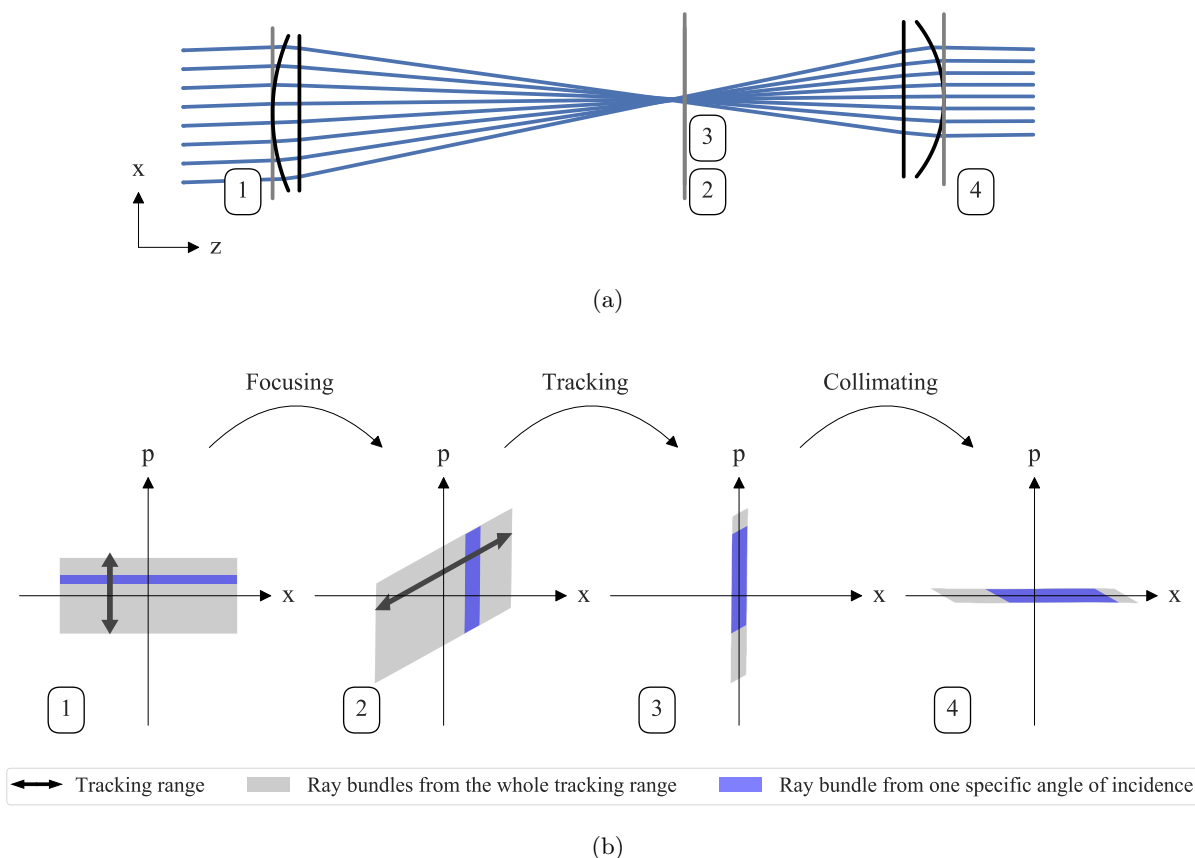 x
z
1
3
2
4
(a)
Focusing
Tracking
Collimating
p
p
p
p
x
x
x
x
1
2
3
4
Tracking range
Ray bundles from the whole tracking range
Ray bundle from one specific angle of incidence
(b)